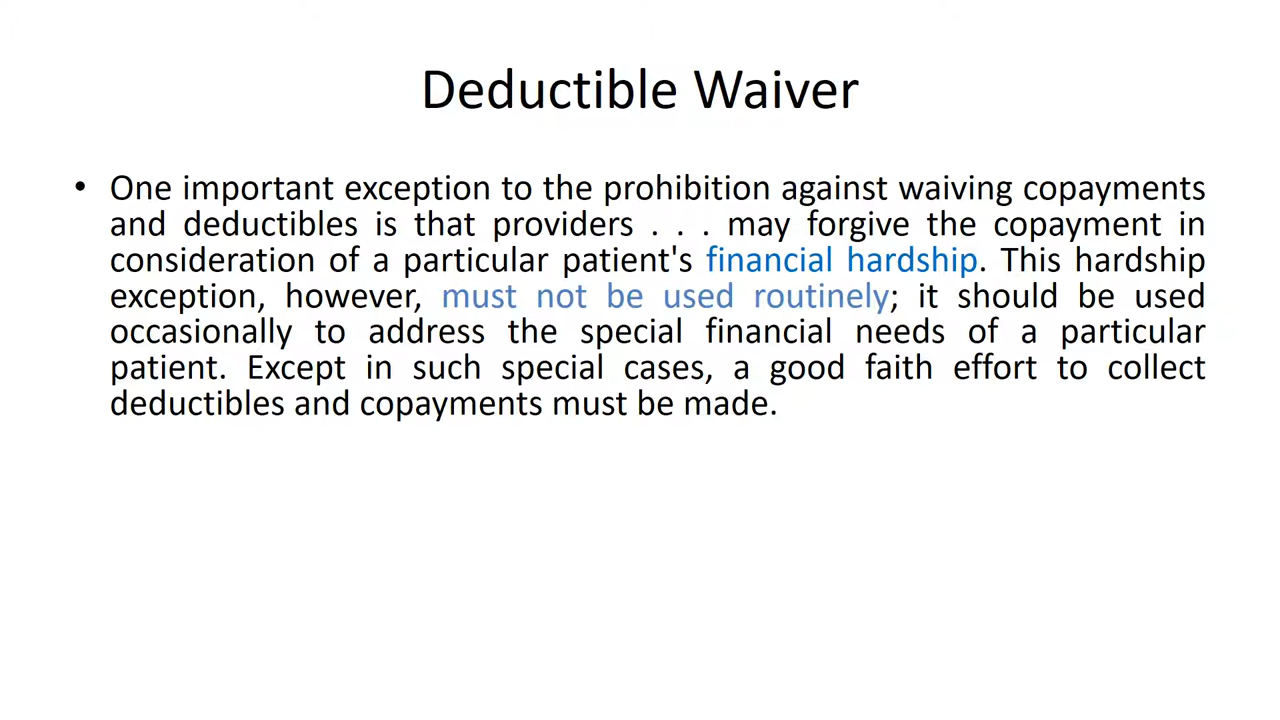 Deductible Waiver
• One important exception to the prohibition against waiving copayments
and deductibles is that providers . . . may forgive the copayment in
consideration of a particular patient's financial hardship. This hardship
exception, however, must not be used routinely; it should be used
occasionally to address the special financial needs of a particular
patient. Except in such special cases, a good faith effort to collect
deductibles and copayments must be made.